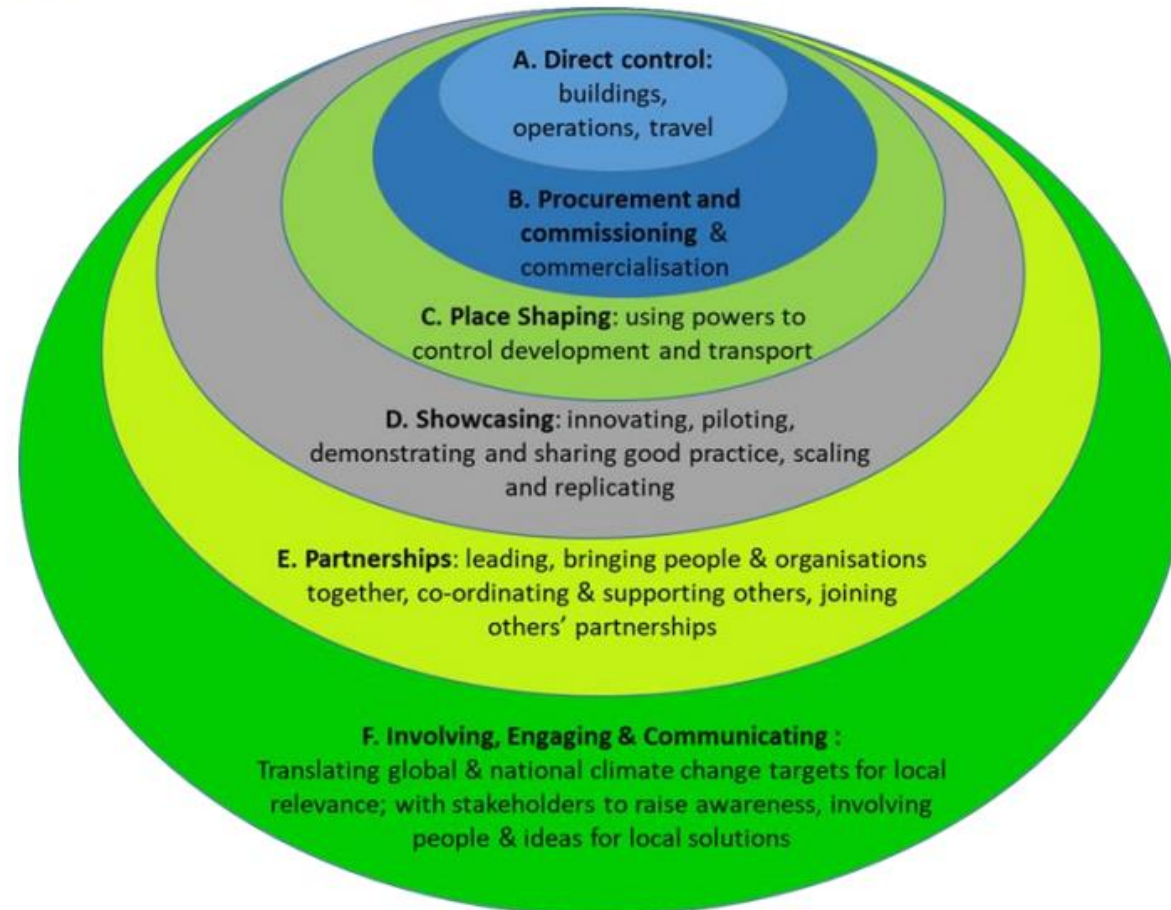 A. Direct control:
buildings,
operations, travel
B. Procurement and
commissioning &
commercialisation
C. Place Shaping: using powers to
control development and transport
D. Showcasing: innovating, piloting,
demonstrating and sharing good practice, scaling
and replicating
E. Partnerships: leading, bringing people & organisations
together, co-ordinating & supporting others, joining
others’ partnerships
F. Involving, Engaging & Communicating :
Translating global & national climate change targets for local
relevance; with stakeholders to raise awareness, involving
people & ideas for local solutions